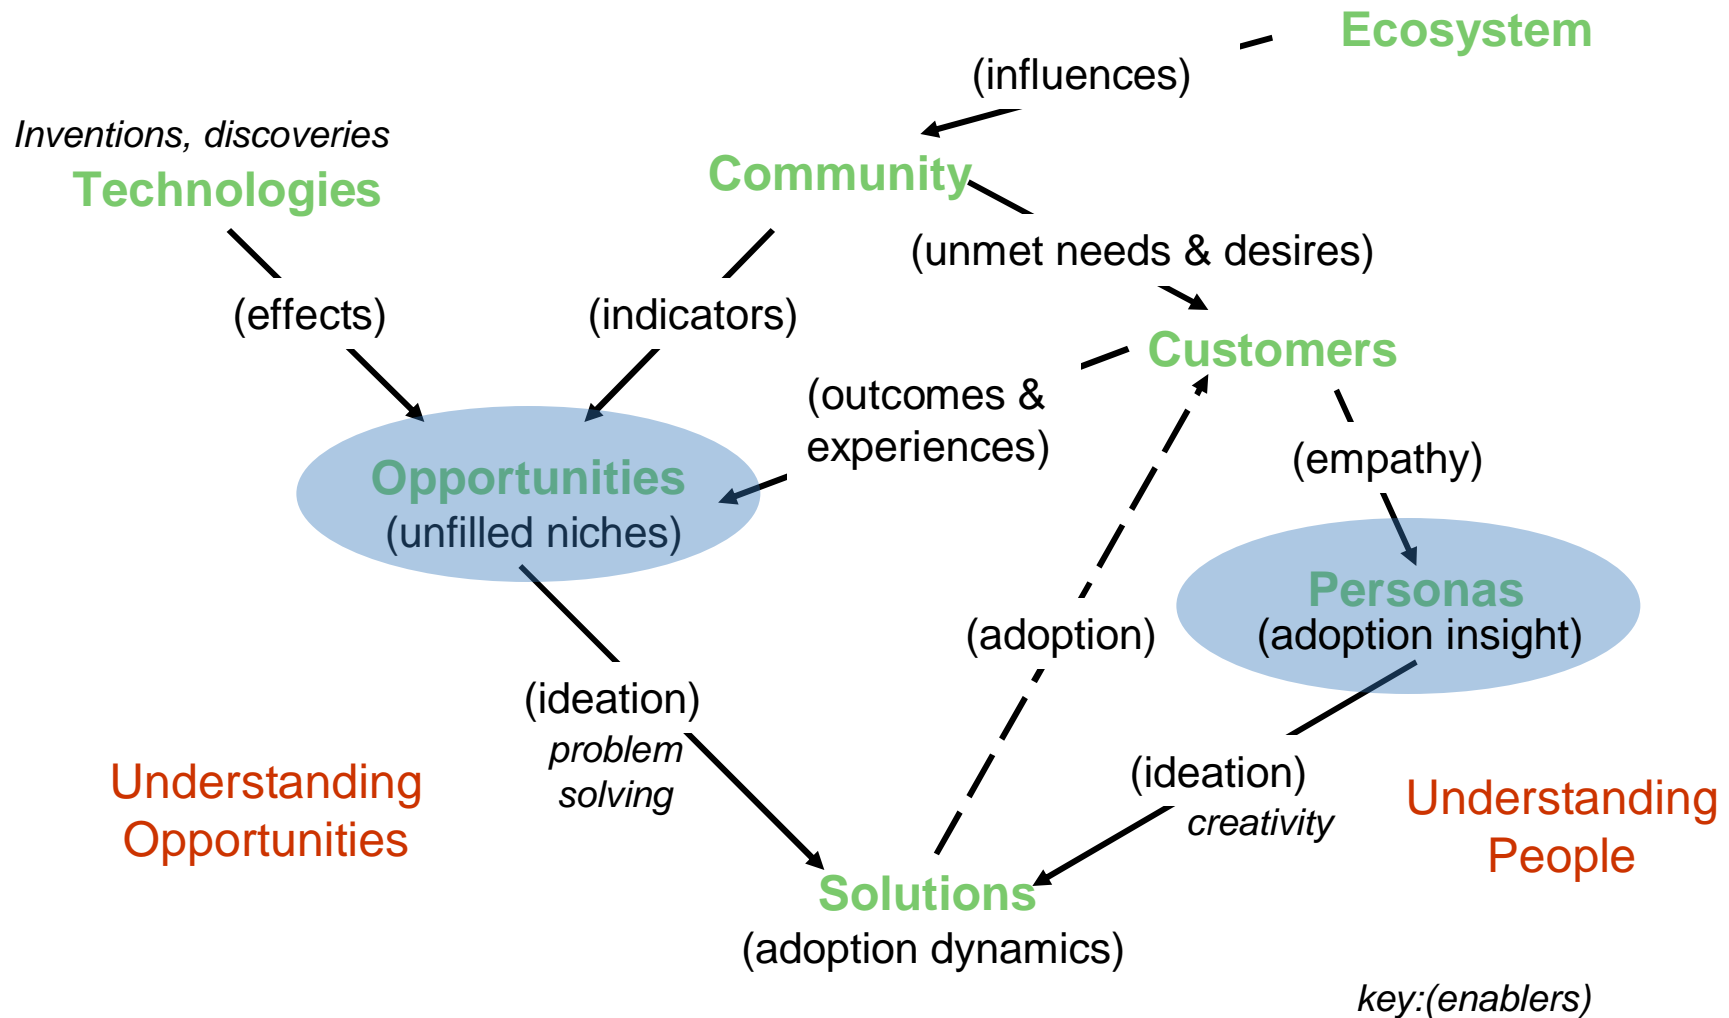 Ecosystem
(influences)
Inventions, discoveries
Technologies
Community
(unmet needs & desires)
(effects)
(indicators)
Customers
(outcomes &
experiences)
(empathy)
Opportunities
(unfilled niches)
Personas
(adoption insight)
(adoption)
(ideation)
problem
solving
(ideation)
creativity
Understanding
Opportunities
Understanding
People
Solutions
(adoption dynamics)
key:(enablers)